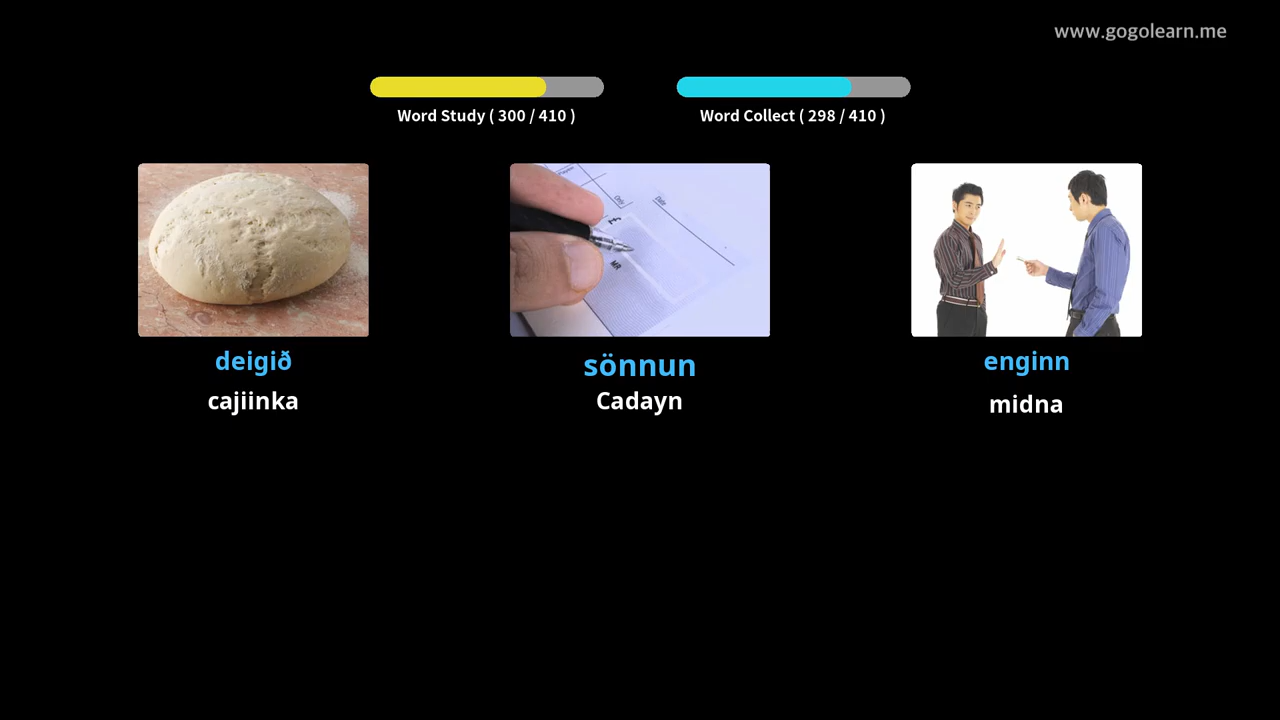 www.gogolearn.me
Word Study ( 300 / 410 )
Word Collect ( 298 / 410 )
deigið
sönnun
enginn
cajiinka
Cadayn
midna